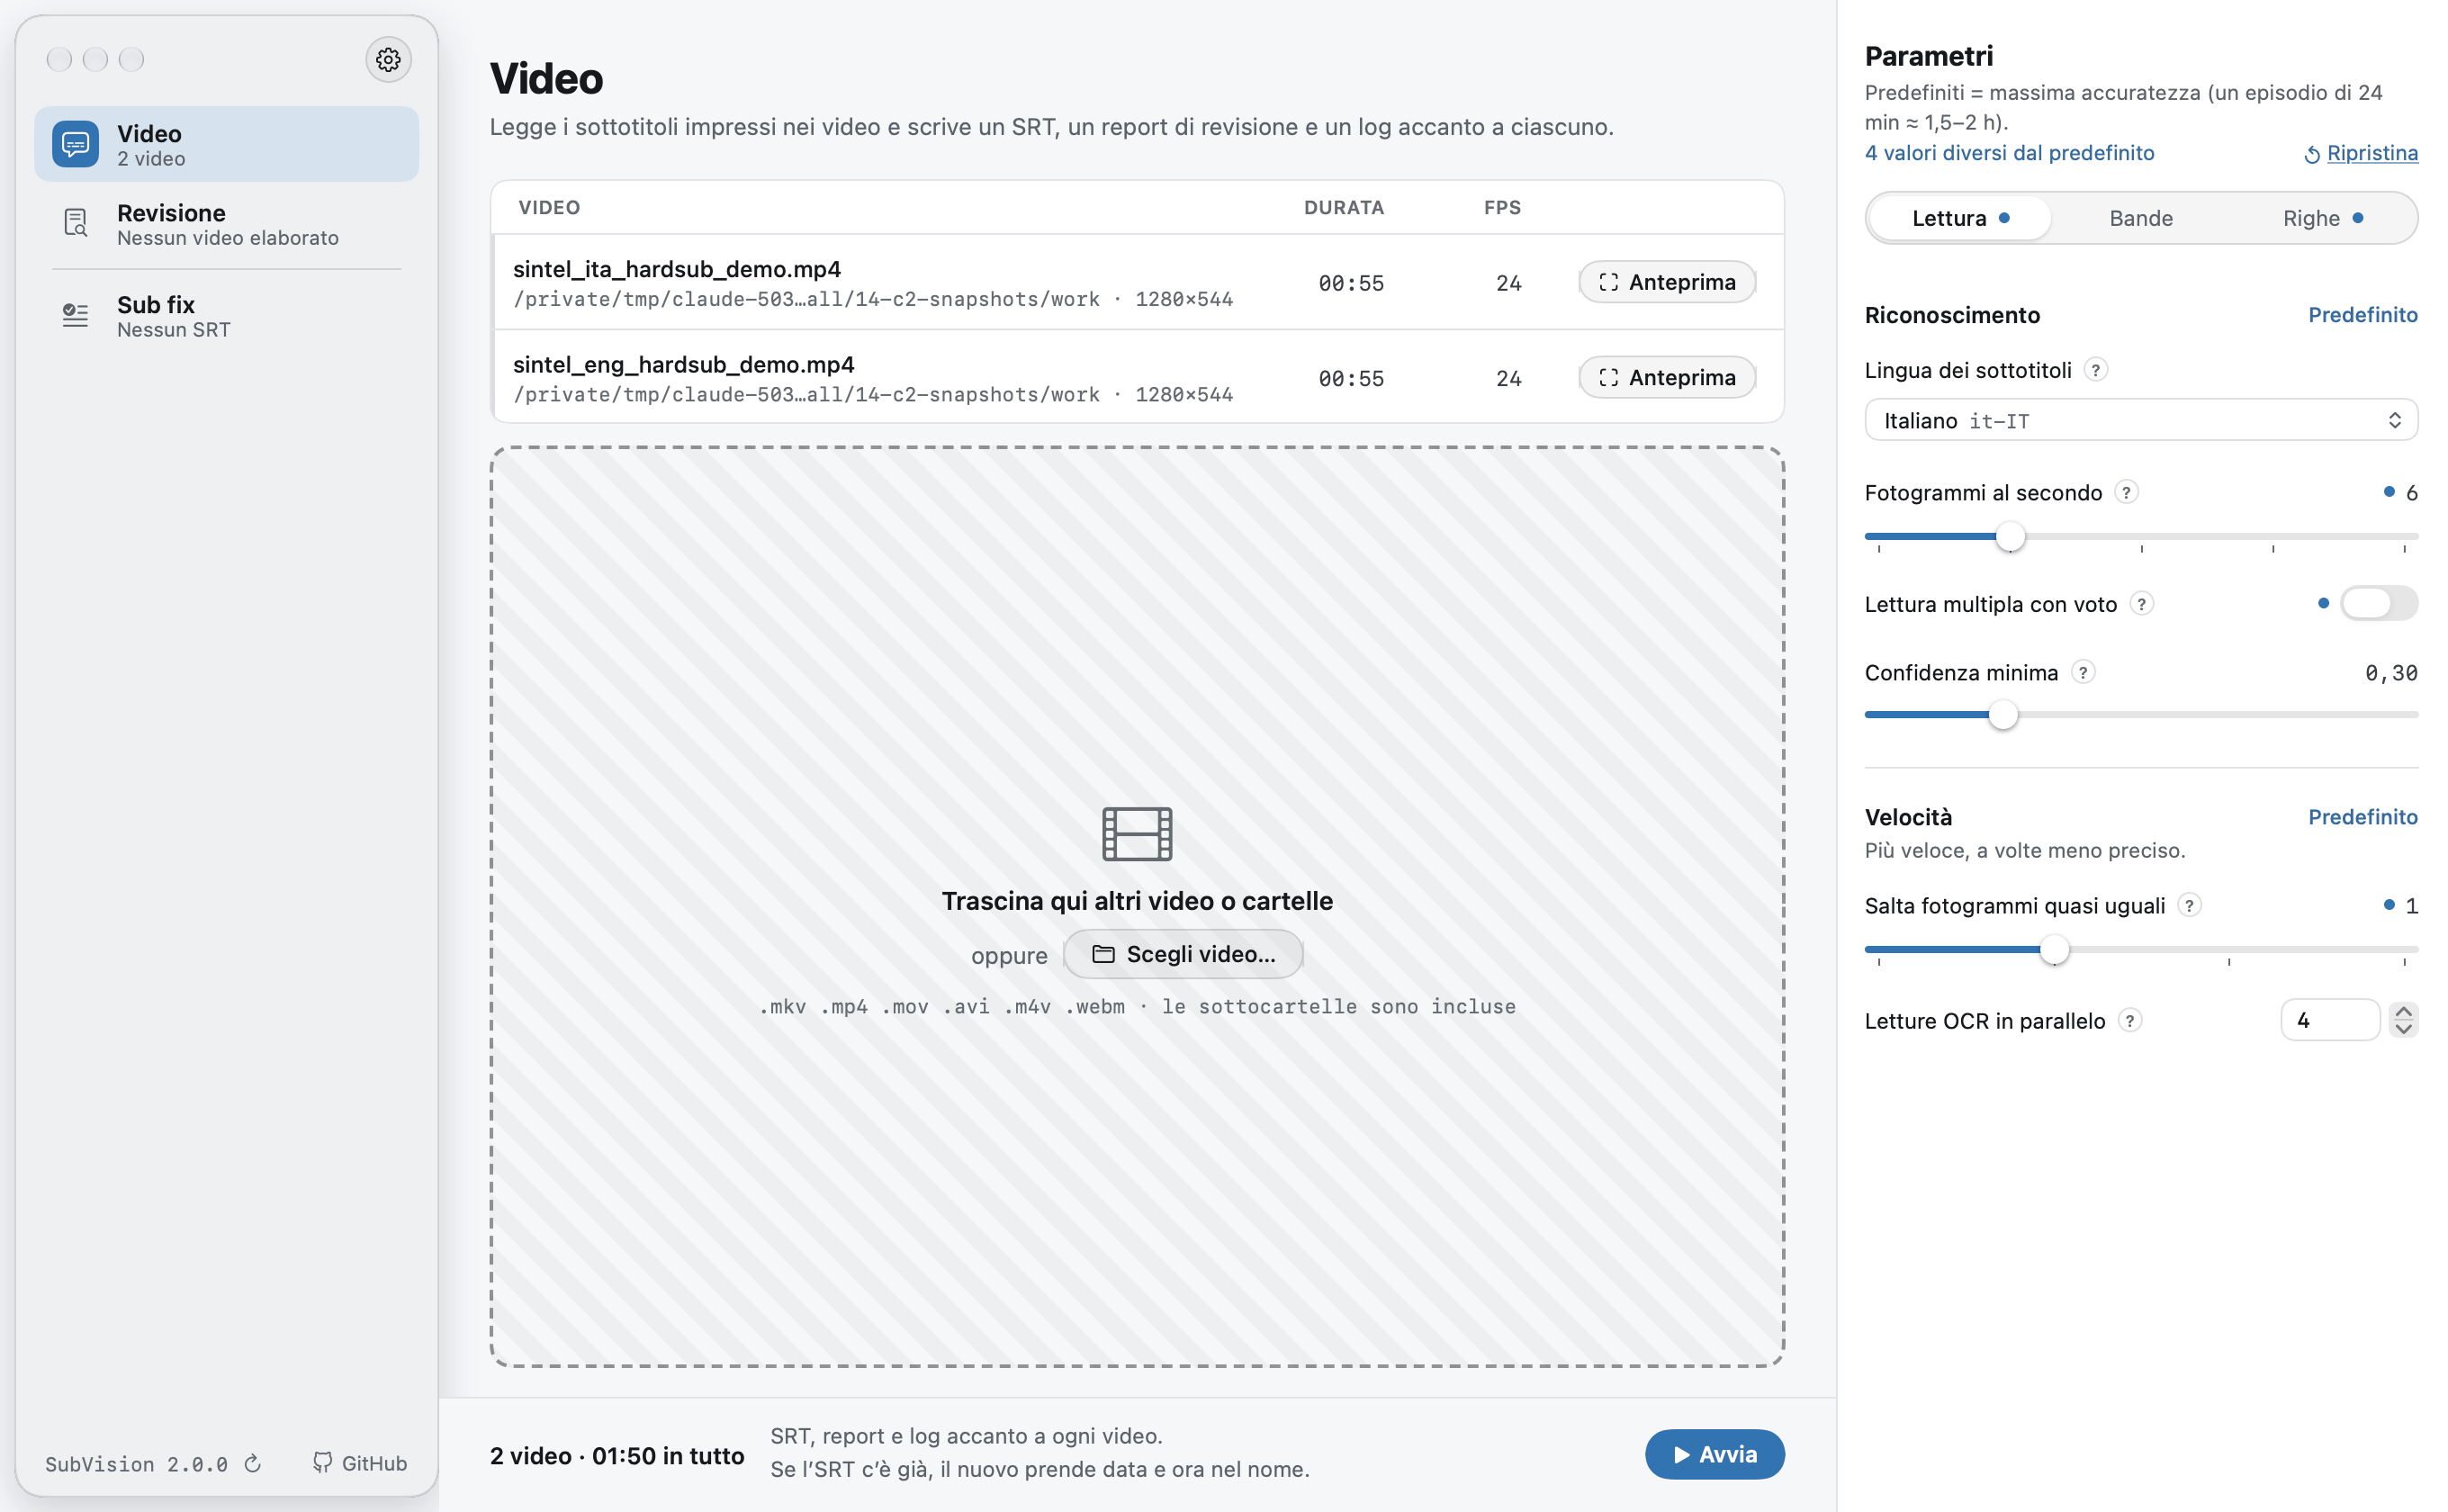 Video
2 video
Revisione
Nessun video elaborato
Sub fix
Nessun SRT
SubVision 2.0.0
GitHub
Video
Legge i sottotitoli impressi nei video e scrive un SRT, un report di revisione e un log accanto a ciascuno.
VIDEO DURATA FPS
sintel_ita_hardsub_demo.mp4
/private/tmp/claude-503…all/14-c2-snapshots/work · 1280×544
00:55 24 Anteprima
sintel_eng_hardsub_demo.mp4
/private/tmp/claude-503…all/14-c2-snapshots/work · 1280×544
00:55 24 Anteprima
Trascina qui altri video o cartelle
oppure Scegli video...
.mkv .mp4 .mov .avi .m4v .webm · le sottocartelle sono incluse
2 video · 01:50 in tutto
SRT, report e log accanto a ogni video.
Se l’SRT c’è già, il nuovo prende data e ora nel nome.
Avvia
Parametri
Predefiniti = massima accuratezza (un episodio di 24
min ≈ 1,5–2 h).
4 valori diversi dal predefinito Ripristina
Lettura Bande Righe
Riconoscimento Predefinito
Lingua dei sottotitoli ?
Italiano it-IT
Fotogrammi al secondo ? 6
Lettura multipla con voto ?
Confidenza minima ? 0,30
Velocità Predefinito
Più veloce, a volte meno preciso.
Salta fotogrammi quasi uguali ? 1
Letture OCR in parallelo ? 4